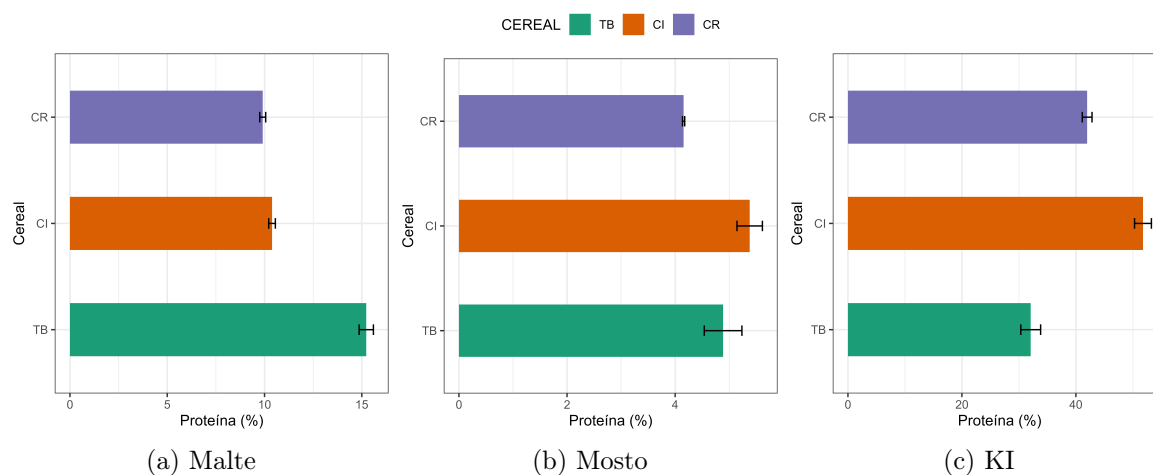 CEREAL TB CI CR
CR
CI
TB
Cereal
0 5 10 15
Proteína (%)
(a) Malte
CR
CI
TB
Cereal
0 2 4
Proteína (%)
(b) Mosto
CR
CI
TB
Cereal
0 20 40
Proteína (%)
(c) KI